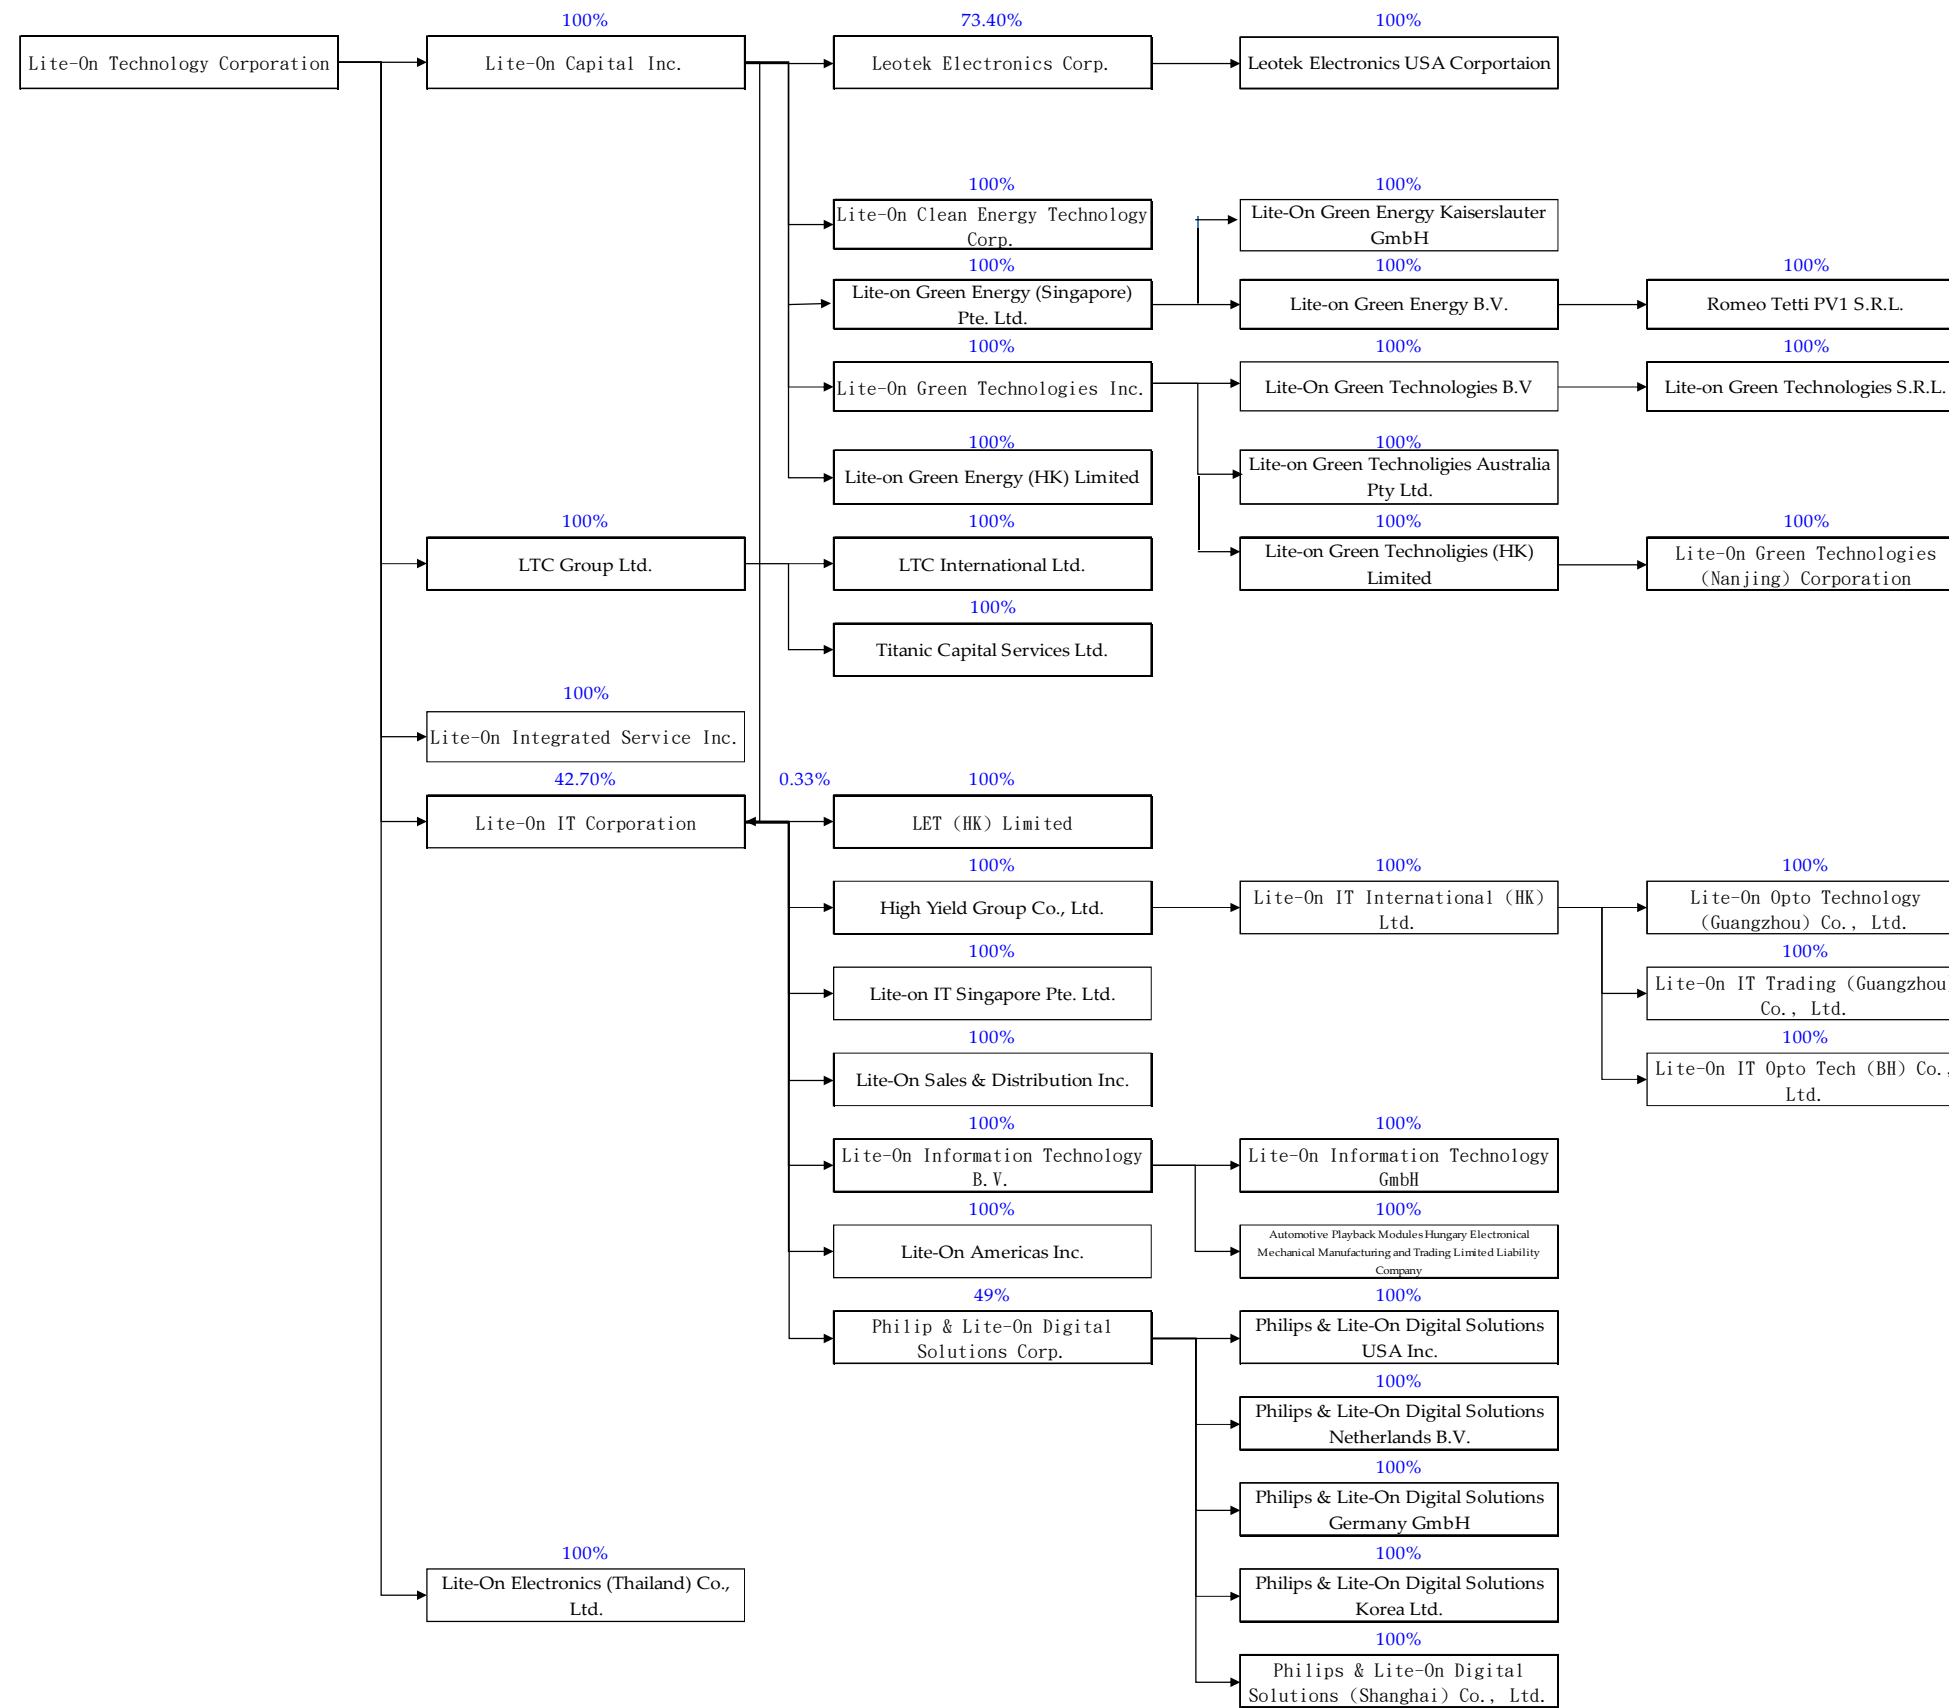 100%
73.40%
100%
Lite-On Technology Corporation
Lite-On Capital Inc.
Leotek Electronics Corp.
Leotek Electronics USA Corportaion
100%
100%
Lite-On Clean Energy Technology
Corp.
Lite-On Green Energy Kaiserslauter
GmbH
100%
100%
100%
Lite-on Green Energy (Singapore)
Pte. Ltd.
Lite-on Green Energy B.V.
Romeo Tetti PV1 S.R.L.
100%
100%
100%
Lite-On Green Technologies Inc.
Lite-On Green Technologies B.V
Lite-on Green Technologies S.R.L.
100%
100%
Lite-on Green Energy (HK) Limited
Lite-on Green Technoligies Australia
Pty Ltd.
100%
100%
100%
100%
LTC Group Ltd.
LTC International Ltd.
Lite-on Green Technoligies (HK)
Limited
Lite-On Green Technologies
(Nanjing) Corporation
100%
Titanic Capital Services Ltd.
100%
Lite-On Integrated Service Inc.
42.70%
0.33%
100%
Lite-On IT Corporation
LET (HK) Limited
100%
100%
100%
High Yield Group Co., Ltd.
Lite-On IT International (HK)
Ltd.
Lite-On Opto Technology
(Guangzhou) Co., Ltd.
100%
100%
Lite-on IT Singapore Pte. Ltd.
Lite-On IT Trading (Guangzhou
Co., Ltd.
100%
100%
Lite-On Sales & Distribution Inc.
Lite-On IT Opto Tech (BH) Co.,
Ltd.
100%
100%
Lite-On Information Technology
B.V.
Lite-On Information Technology
GmbH
100%
100%
Lite-On Americas Inc.
Automotive Playback Modules Hungary Electronical
Mechanical Manufacturing and Trading Limited Liability
Company
49%
100%
Philip & Lite-On Digital
Solutions Corp.
Philips & Lite-On Digital Solutions
USA Inc.
100%
Philips & Lite-On Digital Solutions
Netherlands B.V.
100%
Philips & Lite-On Digital Solutions
Germany GmbH
100%
100%
Lite-On Electronics (Thailand) Co.,
Ltd.
Philips & Lite-On Digital Solutions
Korea Ltd.
100%
Philips & Lite-On Digital
Solutions (Shanghai) Co., Ltd.